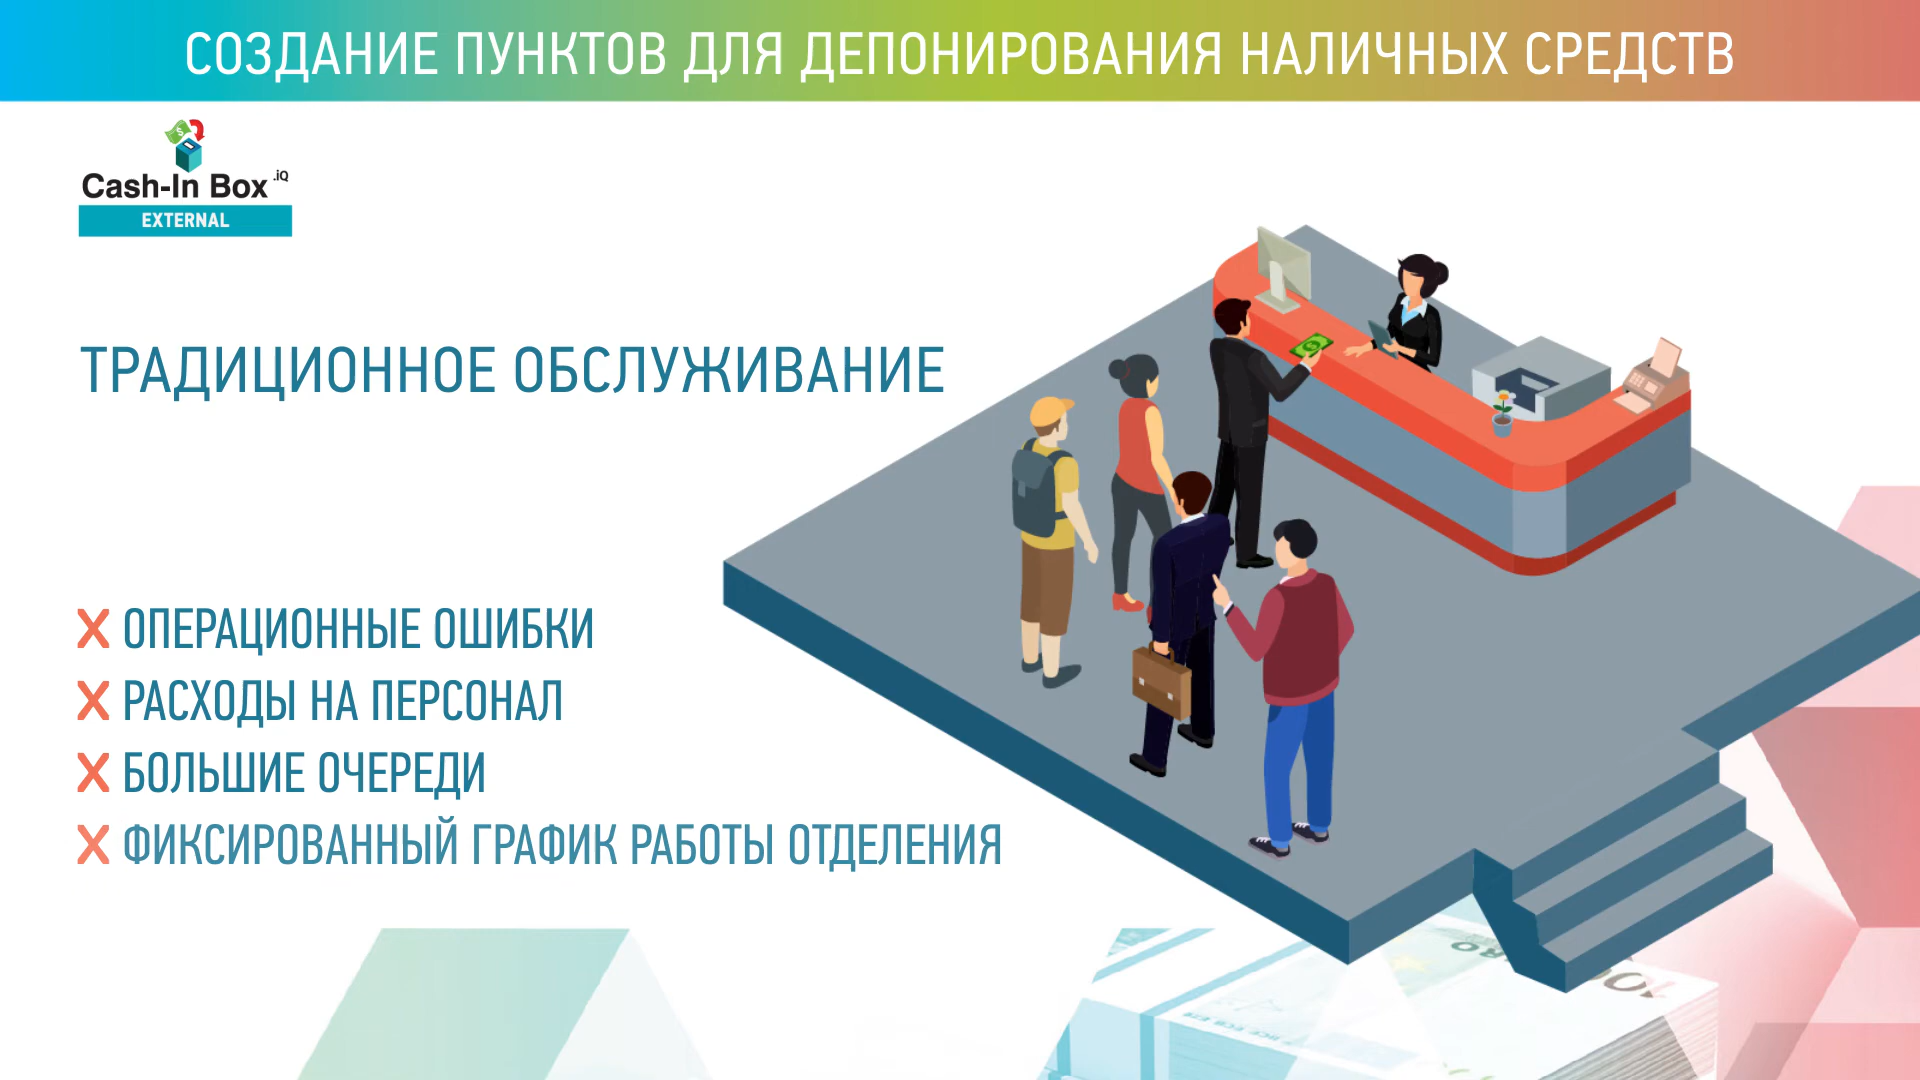 СОЗДАНИЕ ПУНКТОВ ДЛЯ ДЕПОНИРОВАНИЯ НАЛИЧНЫХ СРЕДСТВ
Cash-In Box .iQ
EXTERNAL
ТРАДИЦИОННОЕ ОБСЛУЖИВАНИЕ
X ОПЕРАЦИОННЫЕ ОШИБКИ
X РАСХОДЫ НА ПЕРСОНАЛ
X БОЛЬШИЕ ОЧЕРЕДИ
X ФИКСИРОВАННЫЙ ГРАФИК РАБОТЫ ОТДЕЛЕНИЯ